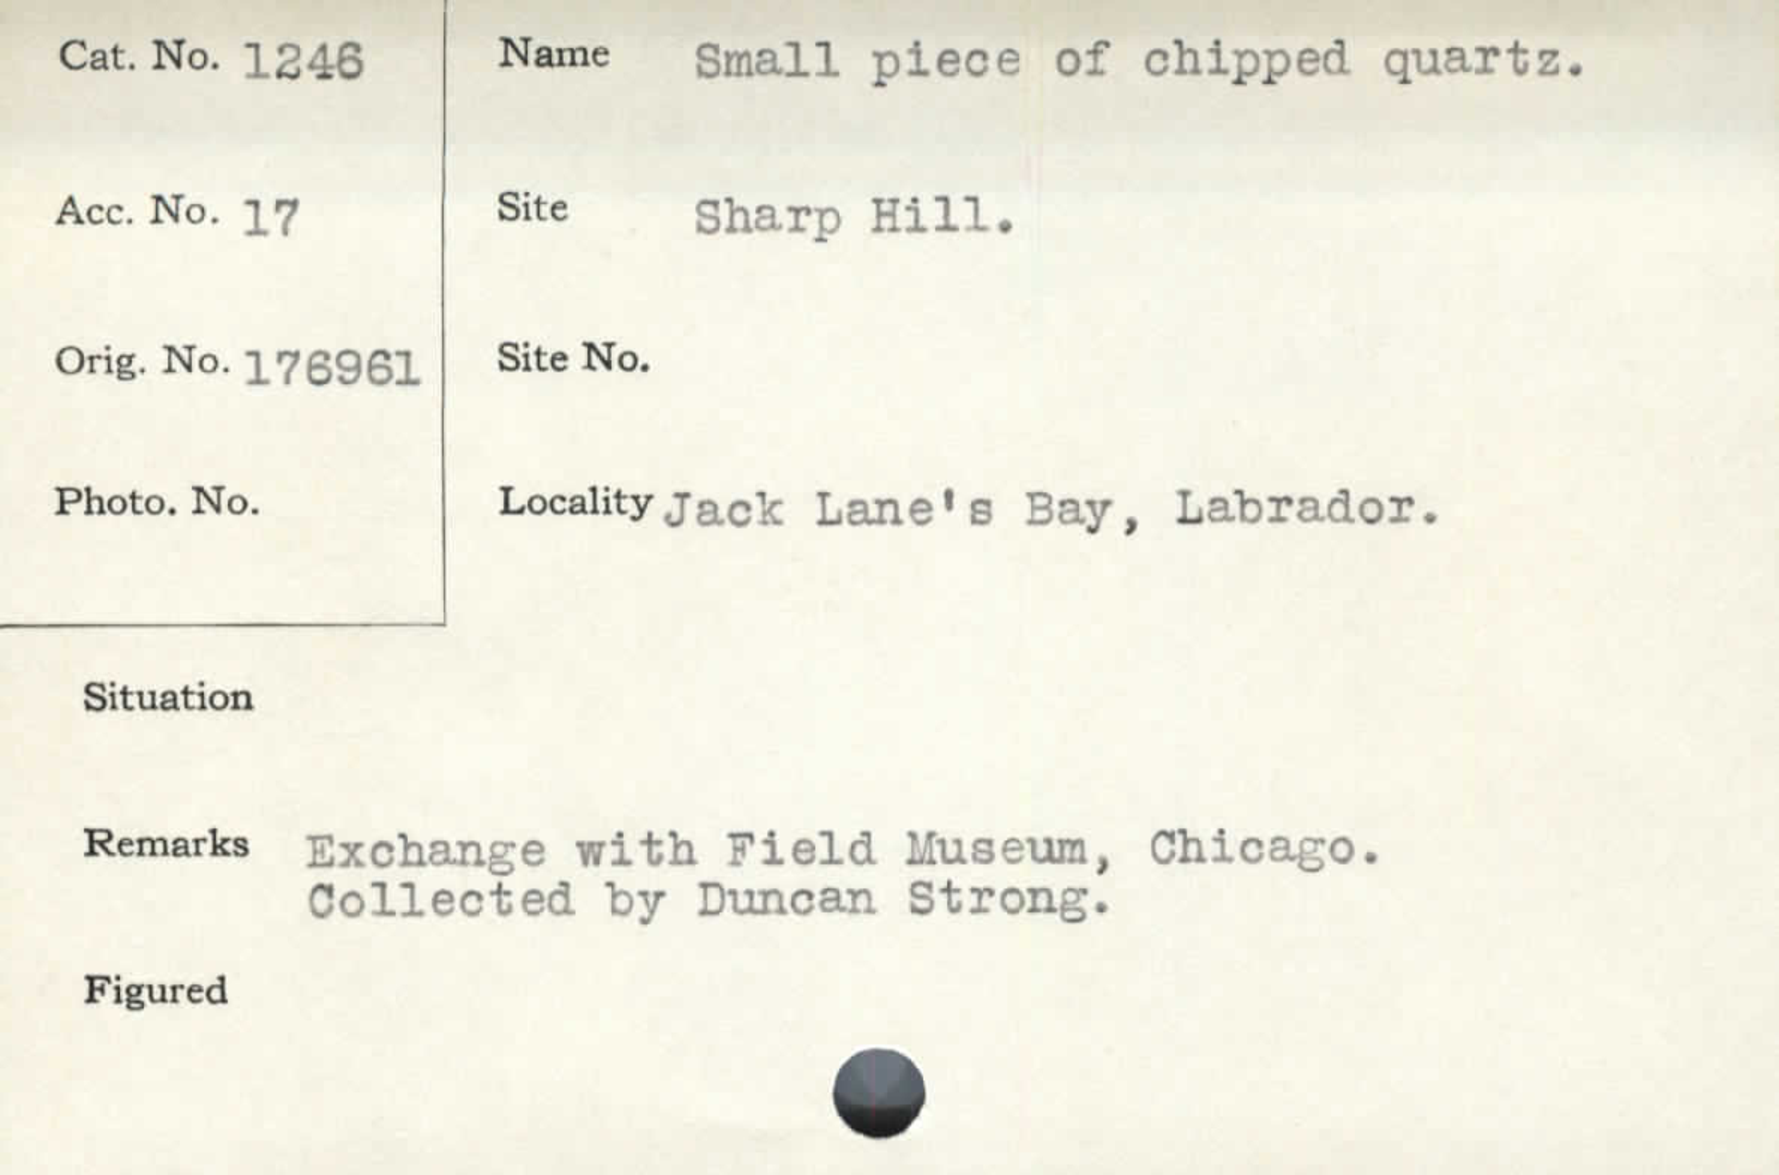 Cat. No. 1246
Name Small piece of chipped quartz.
Acc. No. 17
Site Sharp Hill.
Orig. No. 176961
Site No.
Photo. No.
Locality Jack Lane's Bay, Labrador.
Situation
Remarks Exchange with Field Museum, Chicago.
Collected by Duncan Strong.
Figured